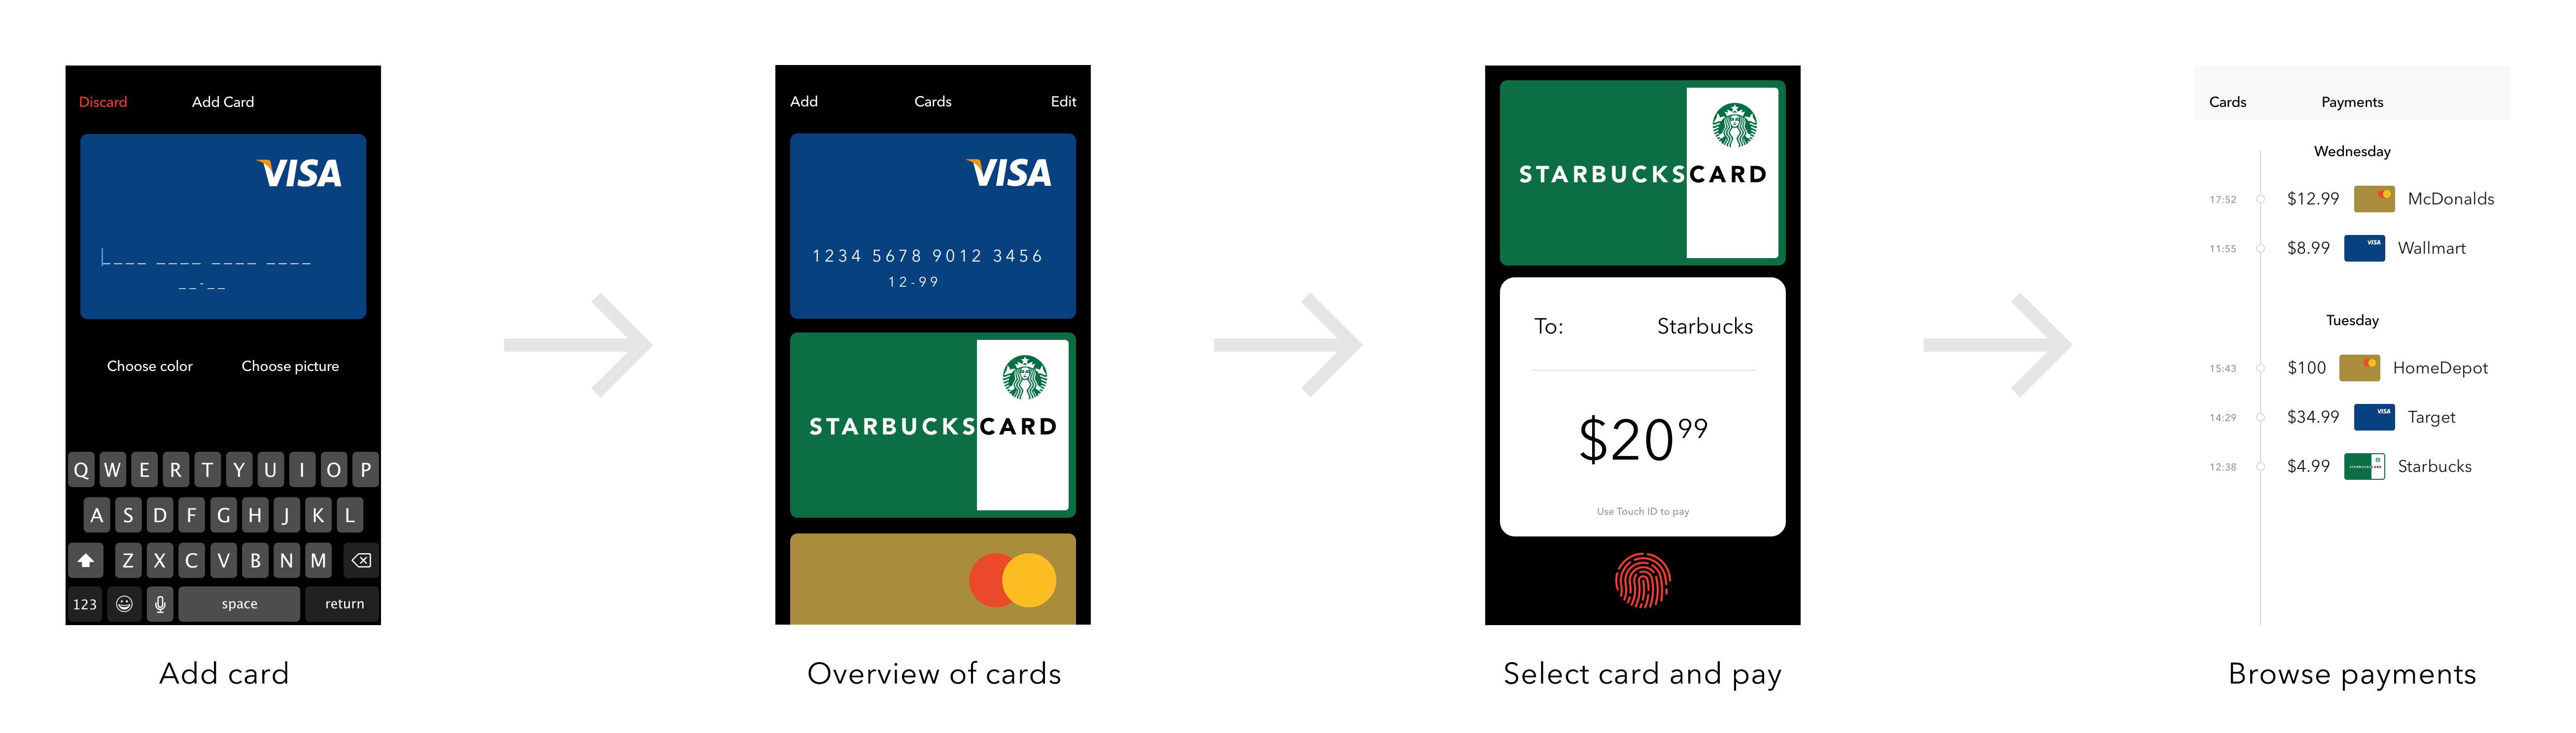 Discard Add Card
VISA
____ ____ ____ ____
__-__
Choose color Choose picture
Q W E R T Y U I O P
A S D F G H J K L
Z X C V B N M
123 space return
Add card
Add Cards Edit
VISA
1234 5678 9012 3456
12-99
STARBUCKSCARD
Overview of cards
STARBUCKSCARD
To: Starbucks
$20 99
Use Touch ID to pay
Select card and pay
Cards Payments
Wednesday
17:52 $12.99 McDonalds
11:55 $8.99 VISA Wallmart
Tuesday
15:43 $100 HomeDepot
14:29 $34.99 VISA Target
12:38 $4.99 STARBUCKSCARD Starbucks
Browse payments